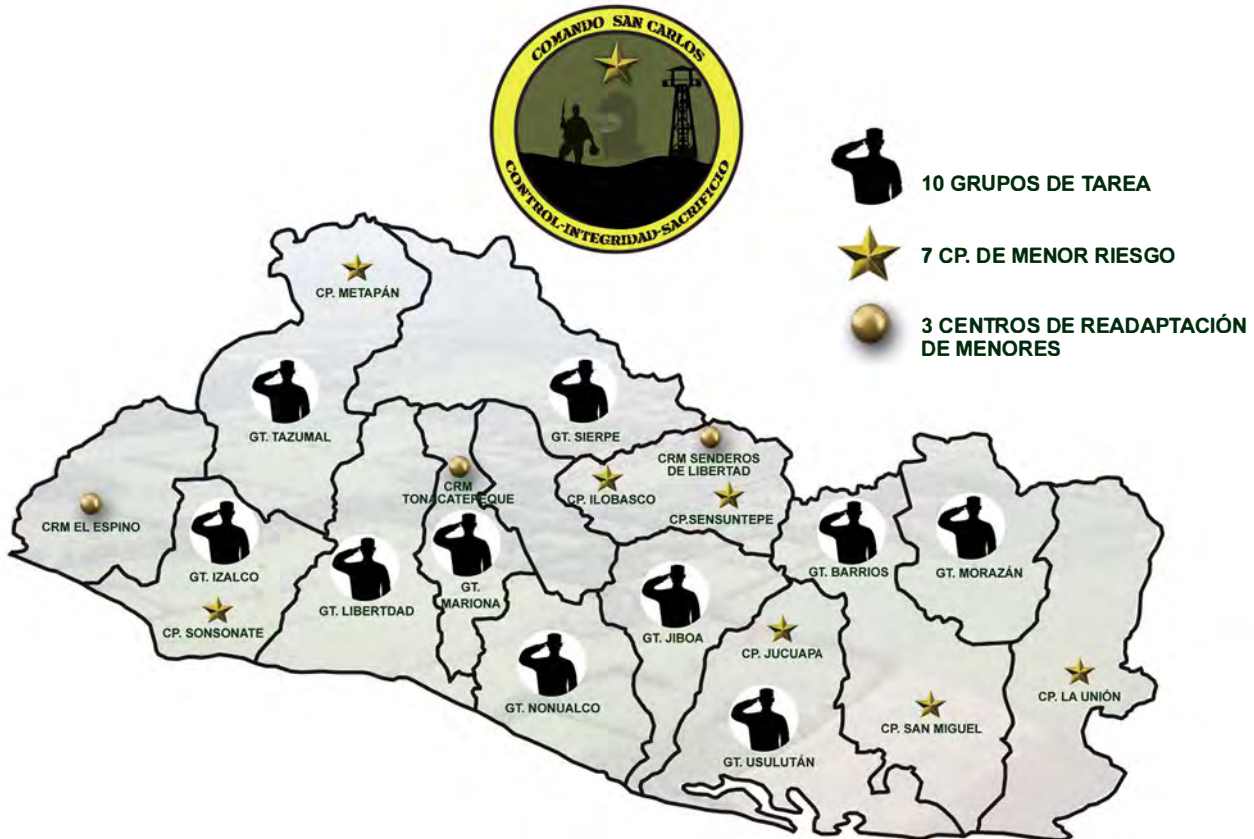 COMANDO SAN CARLOS
CONTROL-INTEGRIDAD-SACRIFICIO
10 GRUPOS DE TAREA
7 CP. DE MENOR RIESGO
3 CENTROS DE READAPTACIÓN
DE MENORES
CP. METAPÁN
GT. TAZUMAL
GT. SIERPE
CRM SENDEROS
DE LIBERTAD
CRM
TONACATEPEQUE
CP. ILOBASCO
CP.SENSUNTEPE
CRM EL ESPINO
GT. IZALCO
GT. BARRIOS
GT. MORAZÁN
GT. LIBERTDAD
GT.
MARIONA
CP. SONSONATE
GT. JIBOA
CP. JUCUAPA
CP. LA UNIÓN
GT. NONUALCO
CP. SAN MIGUEL
GT. USULUTÁN